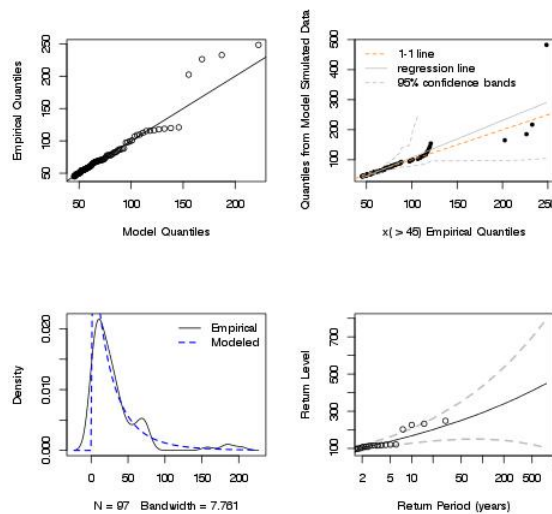 Empirical Quantiles
50 100 150 200 250
50 100 150 200
Model Quantiles
Quantiles from Model Simulated Data
100 200 300 400
1-1 line
regression line
95% confidence bands
50 100 150 200 250
x( > 45) Empirical Quantiles
Density
0.000 0.010 0.020
Empirical
Modeled
0 50 100 150 200
N = 97 Bandwidth = 7.761
Return Level
100 300 500 700
2 5 10 50 500
Return Period (years)